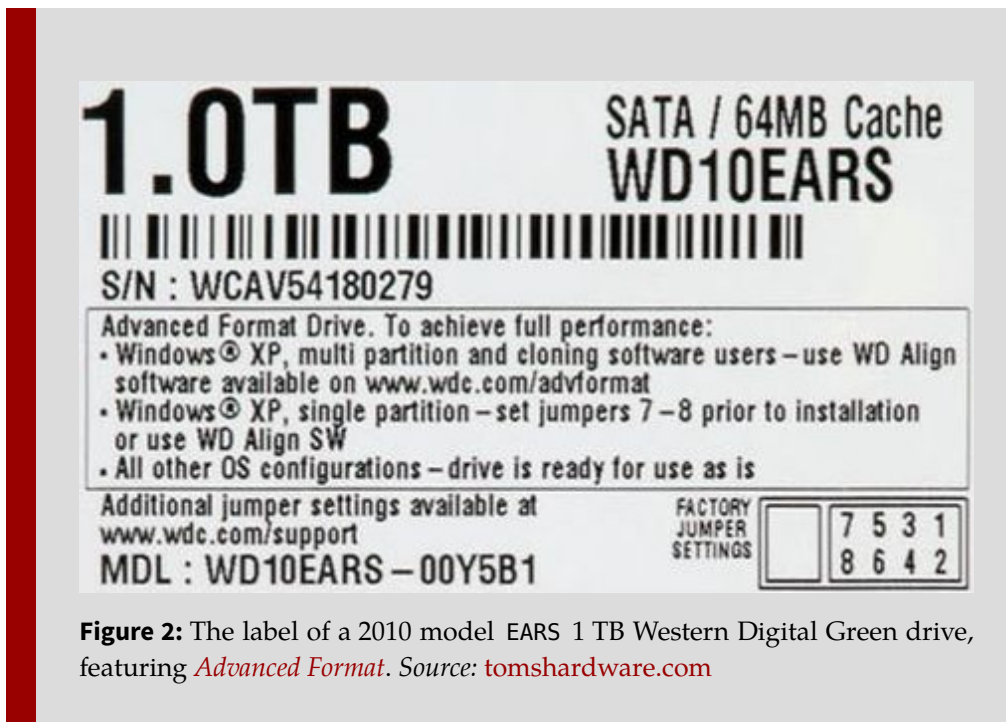 1.0TB
SATA / 64MB Cache
WD10EARS
S/N : WCAV54180279
Advanced Format Drive. To achieve full performance:
• Windows® XP, multi partition and cloning software users – use WD Align
software available on www.wdc.com/advformat
• Windows® XP, single partition – set jumpers 7 – 8 prior to installation
or use WD Align SW
• All other OS configurations – drive is ready for use as is
Additional jumper settings available at
www.wdc.com/support
MDL : WD10EARS – 00Y5B1
FACTORY
JUMPER
SETTINGS
7 5 3 1
8 6 4 2
Figure 2: The label of a 2010 model EARS 1 TB Western Digital Green drive,
featuring Advanced Format. Source: tomshardware.com